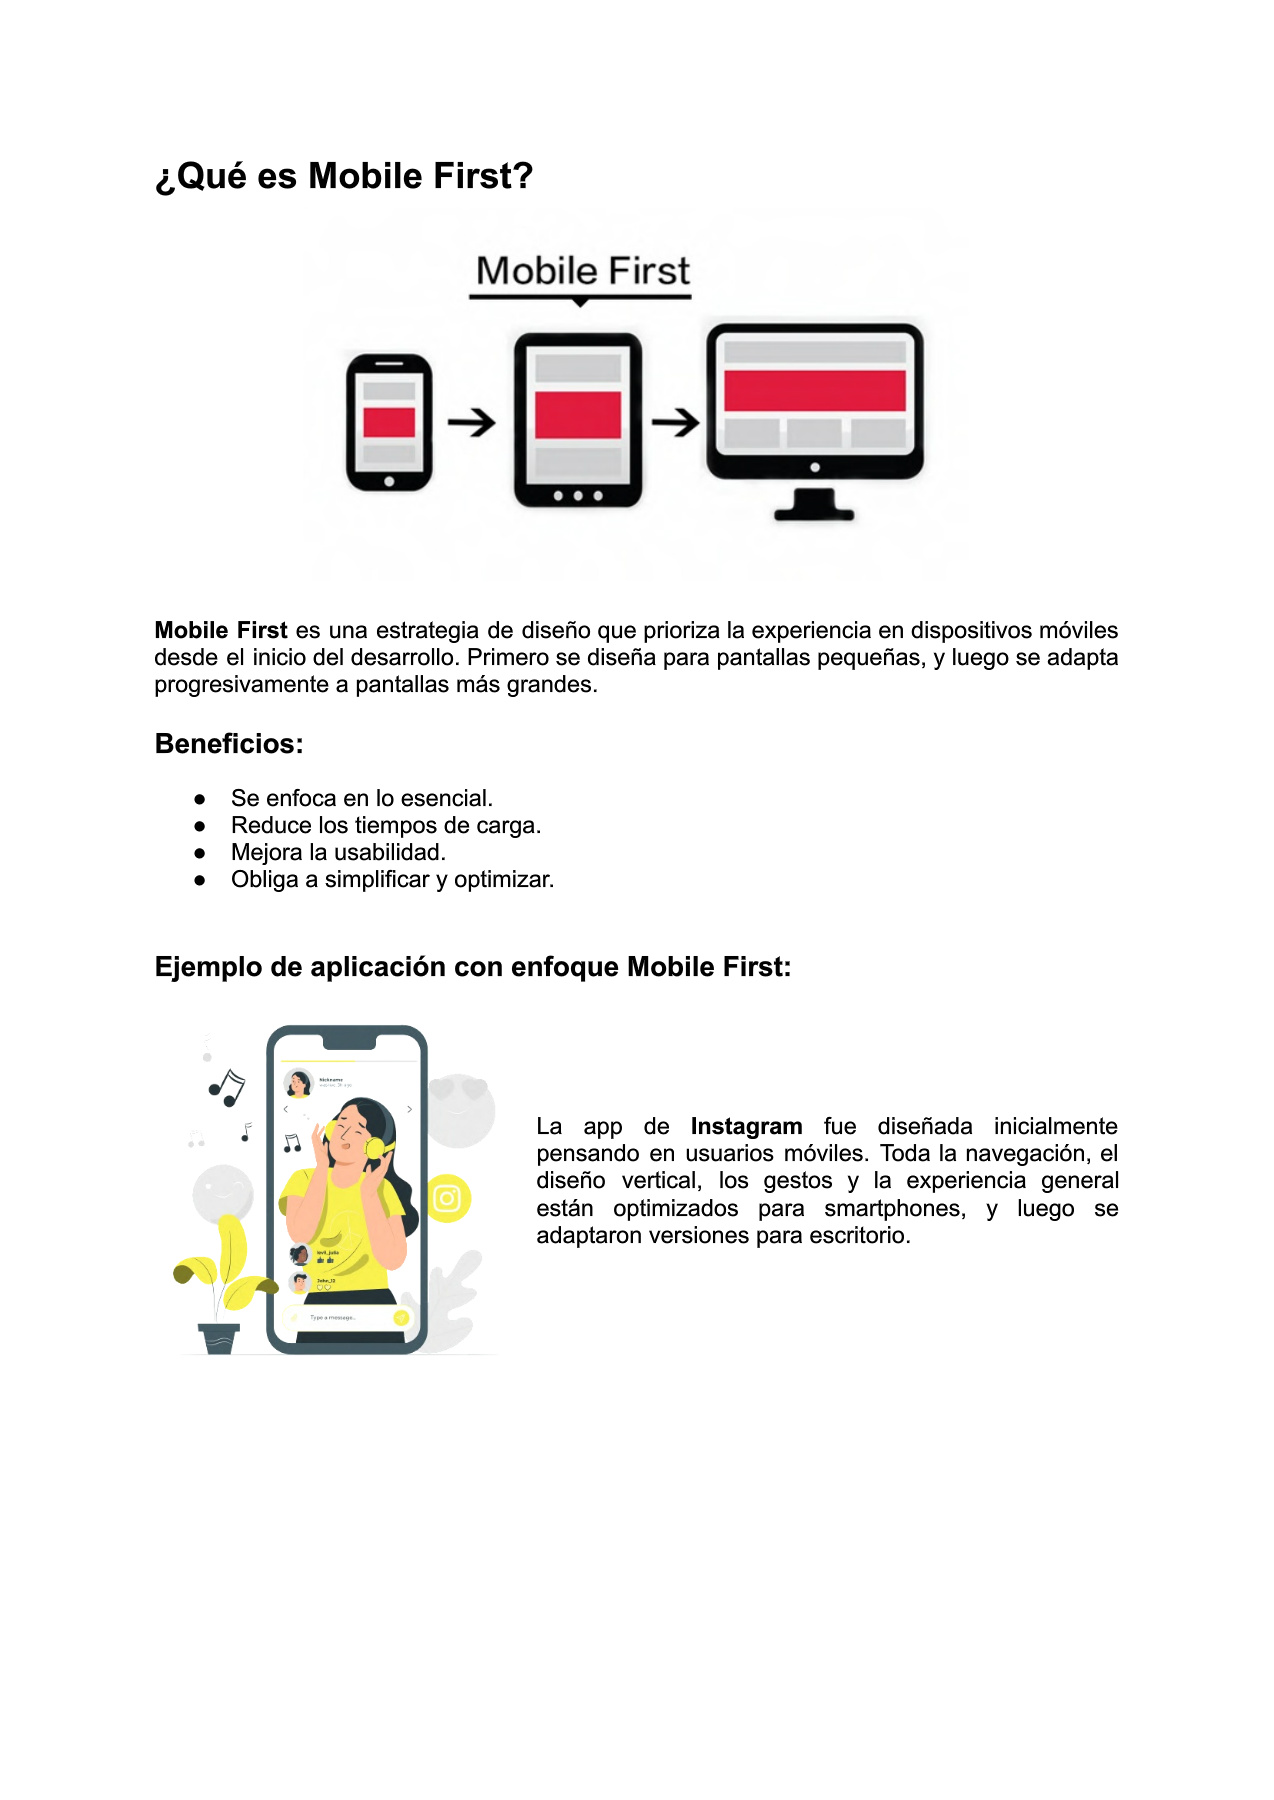 ¿Qué es Mobile First?
Mobile First
Mobile First es una estrategia de diseño que prioriza la experiencia en dispositivos móviles
desde el inicio del desarrollo. Primero se diseña para pantallas pequeñas, y luego se adapta
progresivamente a pantallas más grandes.
Beneficios:
● Se enfoca en lo esencial.
● Reduce los tiempos de carga.
● Mejora la usabilidad.
● Obliga a simplificar y optimizar.
Ejemplo de aplicación con enfoque Mobile First:
Nickname
La app de Instagram fue diseñada inicialmente
pensando en usuarios móviles. Toda la navegación, el
diseño vertical, los gestos y la experiencia general
están optimizados para smartphones, y luego se
adaptaron versiones para escritorio.
Type a message...